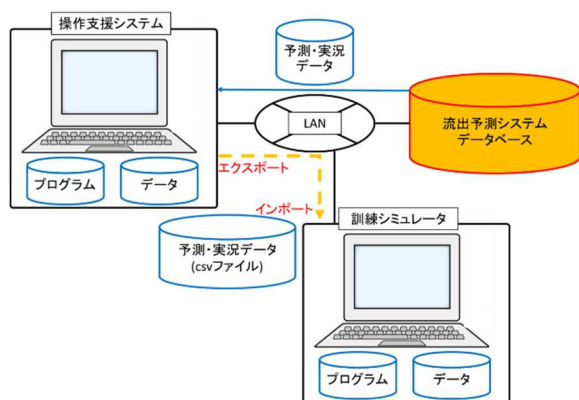 操作支援システム
予測・実況
データ
LAN
流出予測システム
データベース
プログラム
データ
エクスポート
インポート
予測・実況データ
(csvファイル)
訓練シミュレータ
プログラム
データ